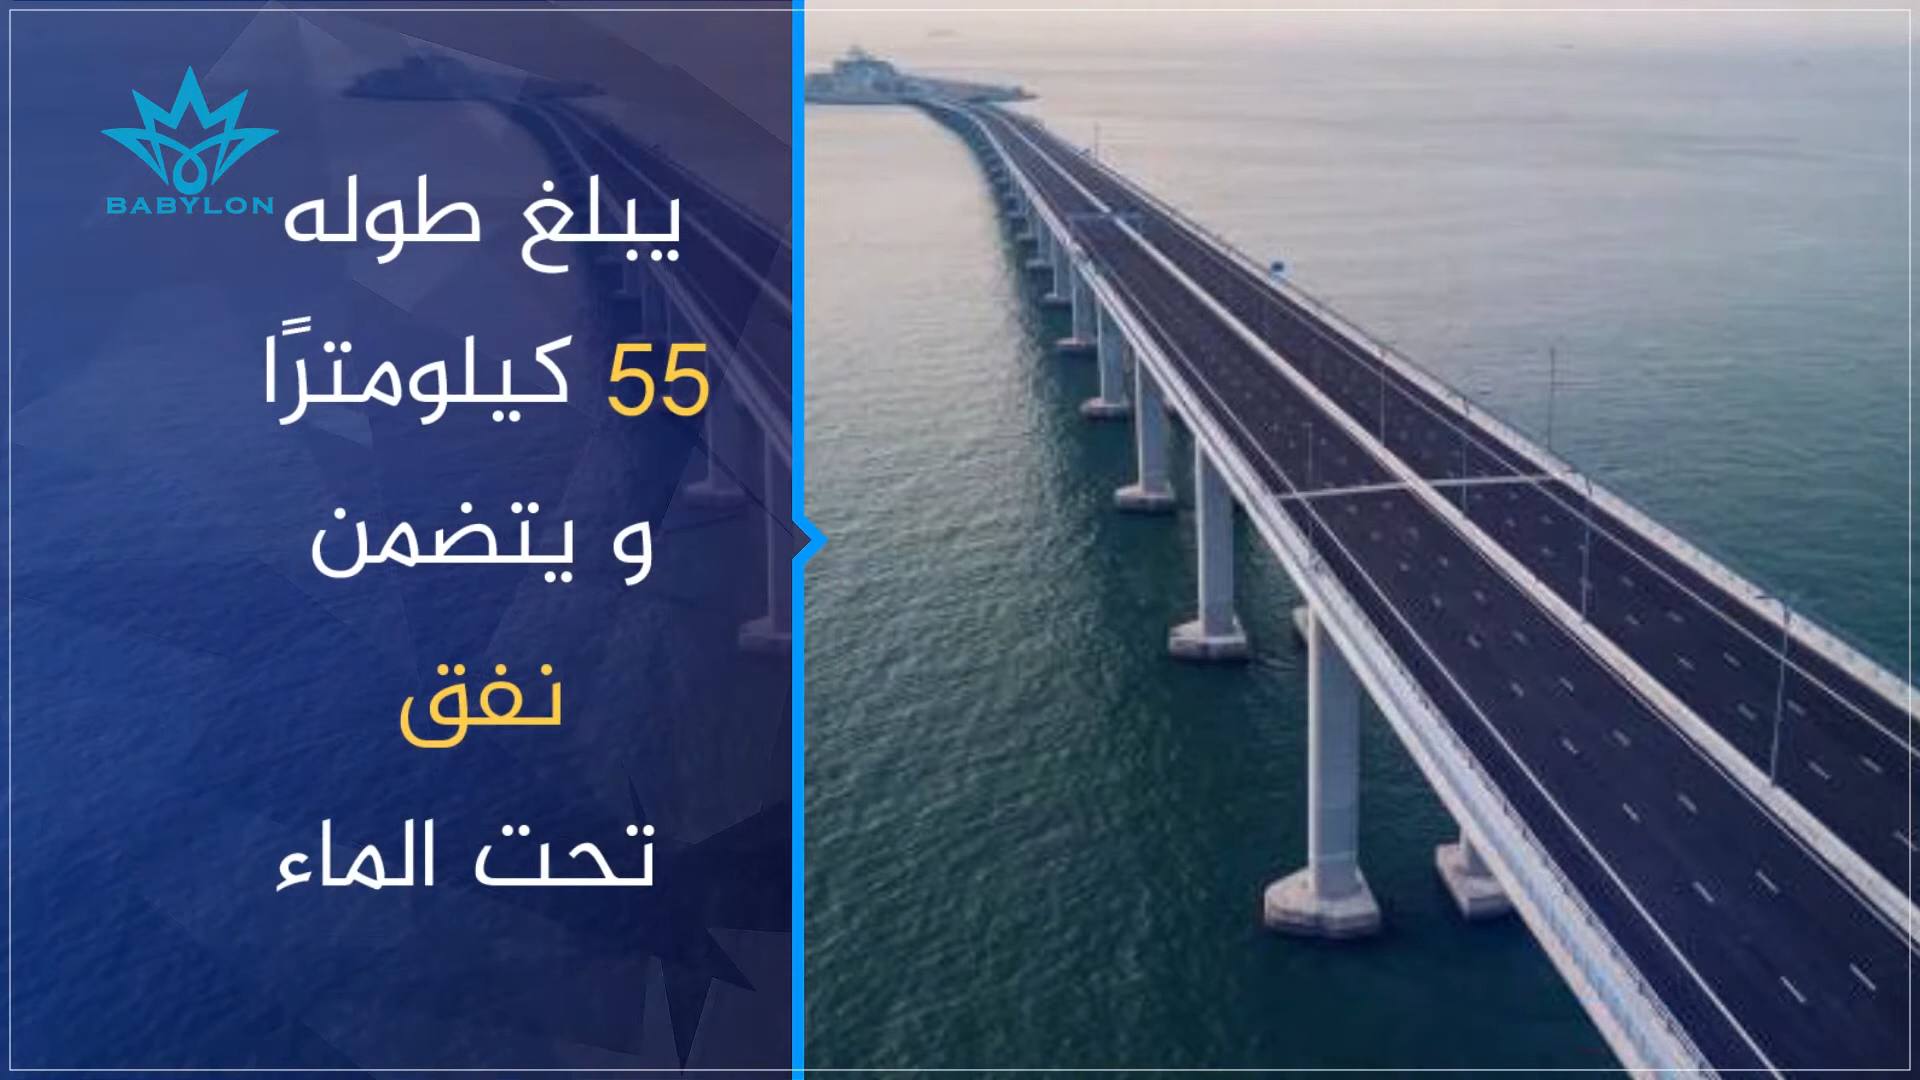 BABYLON
يبلغ طوله
55 كيلومترًا
و يتضمن
نفق
تحت الماء